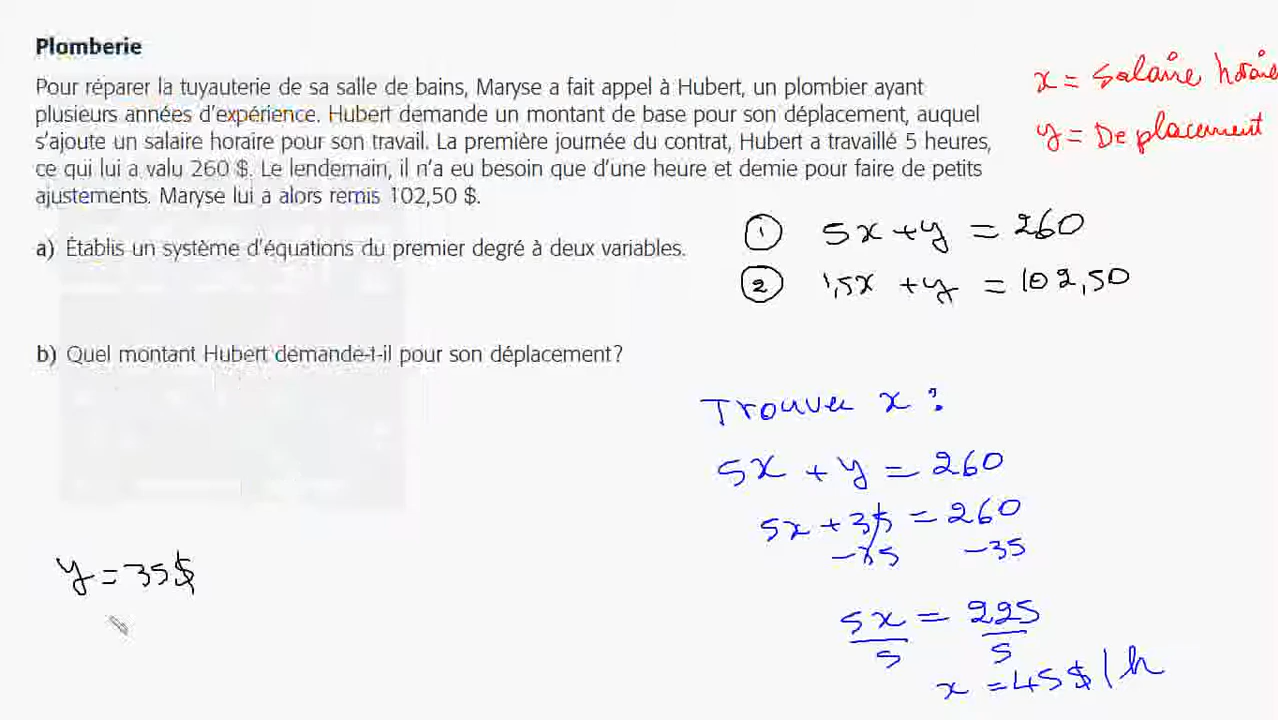 Plomberie
Pour réparer la tuyauterie de sa salle de bains, Maryse a fait appel à Hubert, un plombier ayant
plusieurs années d'expérience. Hubert demande un montant de base pour son déplacement, auquel
s'ajoute un salaire horaire pour son travail. La première journée du contrat, Hubert a travaillé 5 heures,
ce qui lui a valu 260 $. Le lendemain, il n'a eu besoin que d'une heure et demie pour faire de petits
ajustements. Maryse lui a alors remis 102,50 $.
x = Salaire horaire
y = Deplacement
a) Établis un système d'équations du premier degré à deux variables.
① 5x + y = 260
② 1,5x + y = 102,50
b) Quel montant Hubert demande-t-il pour son déplacement?
Trouver x :
5x + y = 260
5x + 35 = 260
-35 -35
5x = 225
5 5
x = 45 $ / h
y = 35 $